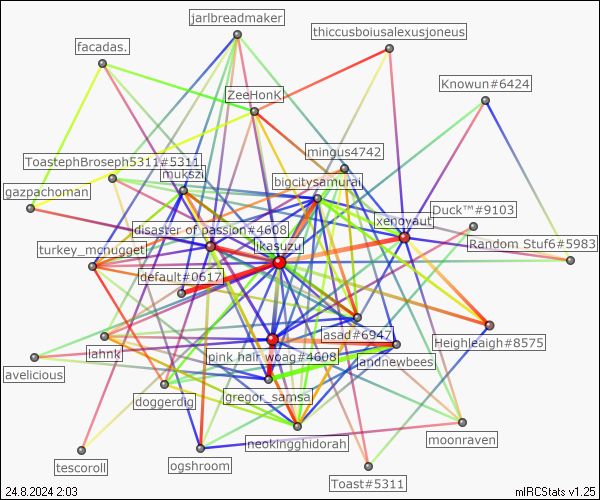 jarlbreadmaker
thiccusboiusalexusjoneus
facadas.
Knowun#6424
ZeeHonK
mingus4742
ToastephBroseph5311#5311
mukszi
bigcitysamurai
gazpachoman
Duck™#9103
xenoyaut
disaster of passion#4608
turkey_mcnugget
jkasuzu
Random Stuf6#5983
default#0617
asad#6947
Heighleaigh#8575
lahnk
pink hair woag#4608
andnewbees
avelicious
doggerdig
gregor_samsa
neokingghidorah
moonraven
tescoroll
ogshroom
Toast#5311
24.8.2024 2:03
mIRCStats v1.25